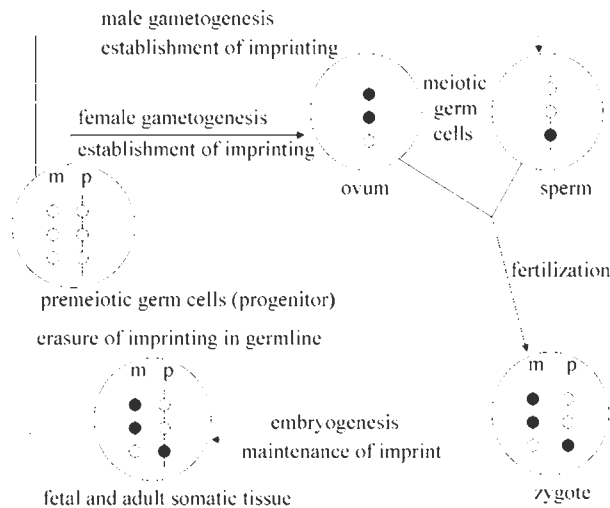 male gametogenesis
establishment of imprinting
female gametogenesis
establishment of imprinting
meiotic
germ
cells
ovum
sperm
m p
premeiotic germ cells (progenitor)
fertilization
erasure of imprinting in germline
m p
m p
embryogenesis
maintenance of imprint
fetal and adult somatic tissue
zygote